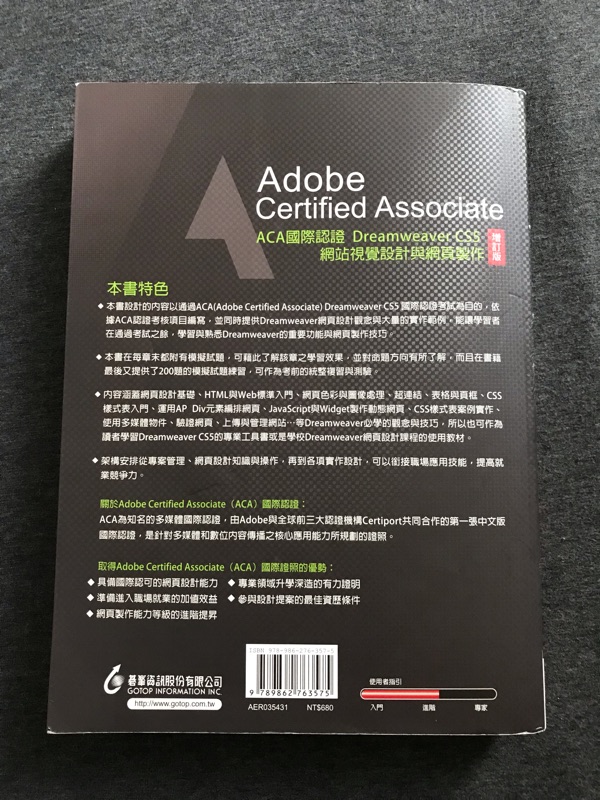 Adobe
Certified Associate
ACA國際認證 Dreamweaver CS5
網站視覺設計與網頁製作
增訂版
本書特色
◆ 本書設計的內容以通過ACA(Adobe Certified Associate) Dreamweaver CS5 國際認證考試為目的,依
據ACA認證考核項目編寫,並同時提供Dreamweaver網頁設計觀念與大量的實作範例。能讓學習者
在通過考試之餘,學習與熟悉Dreamweaver的重要功能與網頁製作技巧。
◆ 本書在每章末都附有模擬試題,可藉此了解該章之學習效果,並對命題方向有所了解,而且在書籍
最後又提供了200題的模擬試題練習,可作為考前的統整複習與測驗。
◆ 內容涵蓋網頁設計基礎、HTML與Web標準入門、網頁色彩與圖像處理、超連結、表格與頁框、CSS
樣式表入門、運用AP Div元素編排網頁、JavaScript與Widget製作動態網頁、CSS樣式表案例實作、
使用多媒體物件、驗證網頁、上傳與管理網站…等Dreamweaver必學的觀念與技巧,所以也可作為
讀者學習Dreamweaver CS5的專業工具書或是學校Dreamweaver網頁設計課程的使用教材。
◆ 架構安排從專案管理、網頁設計知識與操作,再到各項實作設計,可以銜接職場應用技能,提高就
業競爭力。
關於Adobe Certified Associate(ACA)國際認證:
ACA為知名的多媒體國際認證,由Adobe與全球前三大認證機構Certiport共同合作的第一張中文版
國際認證,是針對多媒體和數位內容傳播之核心應用能力所規劃的證照。
取得Adobe Certified Associate(ACA)國際證照的優勢:
◆ 具備國際認可的網頁設計能力 ◆ 專業領域升學深造的有力證明
◆ 準備進入職場就業的加值效益 ◆ 參與設計提案的最佳資歷條件
◆ 網頁製作能力等級的進階提昇
碁峯資訊股份有限公司
GOTOP INFORMATION INC.
http://www.gotop.com.tw
ISBN 978-986-276-357-5
9 789862 763575
AER035431 NT$680
使用者指引
入門 進階 專家